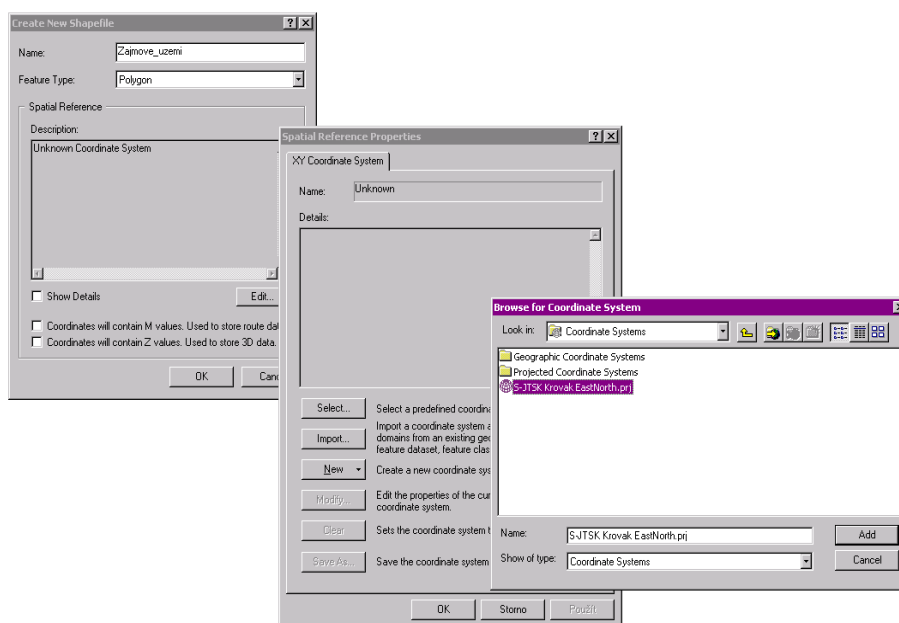 Create New Shapefile
Name:
Zajmove_uzemi
Feature Type:
Polygon
Spatial Reference
Description:
Unknown Coordinate System
Show Details
Edit...
Coordinates will contain M values. Used to store route da
Coordinates will contain Z values. Used to store 3D data.
OK
Canc
Spatial Reference Properties
XY Coordinate System
Name:
Unknown
Details:
Select...
Select a predefined coordina
Import...
Import a coordinate system a
domains from an existing geo
feature dataset, feature clas
New
Create a new coordinate sys
Modify...
Edit the properties of the cur
coordinate system.
Clear
Sets the coordinate system t
Save As...
Save the coordinate system
OK
Storno
Použít
Browse for Coordinate System
Look in:
Coordinate Systems
Geographic Coordinate Systems
Projected Coordinate Systems
S-JTSK Krovak EastNorth.prj
Name:
S-JTSK Krovak EastNorth.prj
Add
Show of type:
Coordinate Systems
Cancel